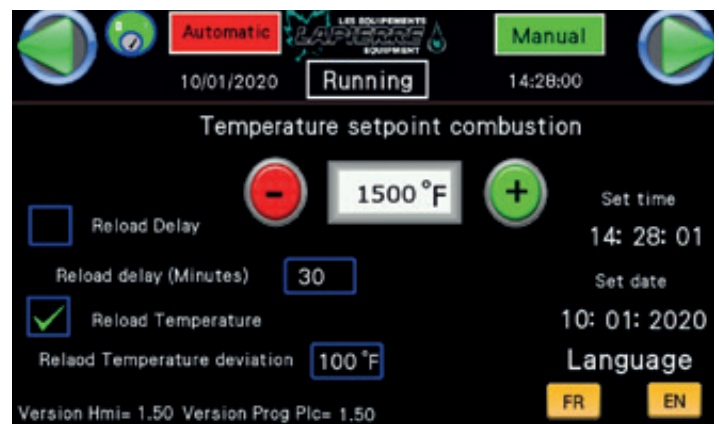 Automatic
LES EQUIPEMENTS
LAPIERRE
EQUIPMENT
Manual
10/01/2020
Running
14:28:00
Temperature setpoint combustion
-
1500 °F
+
Set time
Reload Delay
14: 28: 01
Reload delay (Minutes) 30
Set date
Reload Temperature
10: 01: 2020
Relaod Temperature deviation 100 °F
Language
FR EN
Version Hmi= 1.50 Version Prog Plc= 1.50